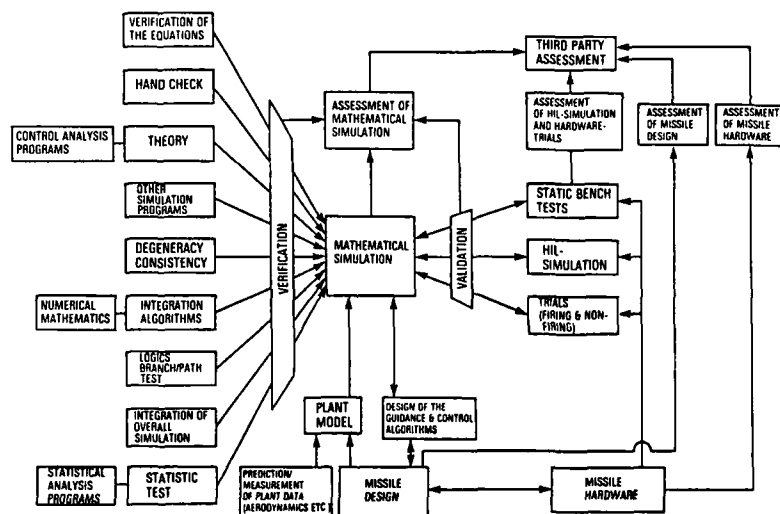 VERIFICATION OF
THE EQUATIONS
HAND CHECK
CONTROL ANALYSIS
PROGRAMS
THEORY
OTHER
SIMULATION
PROGRAMS
DEGENERACY
CONSISTENCY
NUMERICAL
MATHEMATICS
INTEGRATION
ALGORITHMS
LOGICS
BRANCH/PATH
TEST
INTEGRATION OF
OVERALL
SIMULATION
STATISTICAL
ANALYSIS
PROGRAMS
STATISTIC
TEST
VERIFICATION
ASSESSMENT OF
MATHEMATICAL
SIMULATION
MATHEMATICAL
SIMULATION
VALIDATION
PLANT
MODEL
DESIGN OF THE
GUIDANCE & CONTROL
ALGORITHMS
PREDICTION/
MEASUREMENT
OF PLANT DATA
(AERODYNAMICS ETC)
MISSILE
DESIGN
MISSILE
HARDWARE
THIRD PARTY
ASSESSMENT
ASSESSMENT
OF HIL-SIMULATION
AND HARDWARE-
TRIALS
ASSESSMENT
OF MISSILE
DESIGN
ASSESSMENT
OF MISSILE
HARDWARE
STATIC BENCH
TESTS
HIL-
SIMULATION
TRIALS
(FIRING & NON-
FIRING)